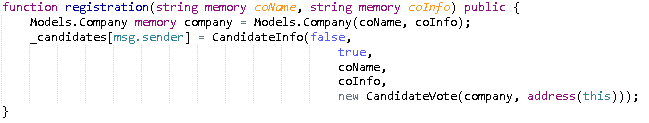 function registration(string memory coName, string memory coInfo) public {
    Models.Company memory company = Models.Company(coName, coInfo);
    _candidates[msg.sender] = CandidateInfo(false,
                                            true,
                                            coName,
                                            coInfo,
                                            new CandidateVote(company, address(this)));
}